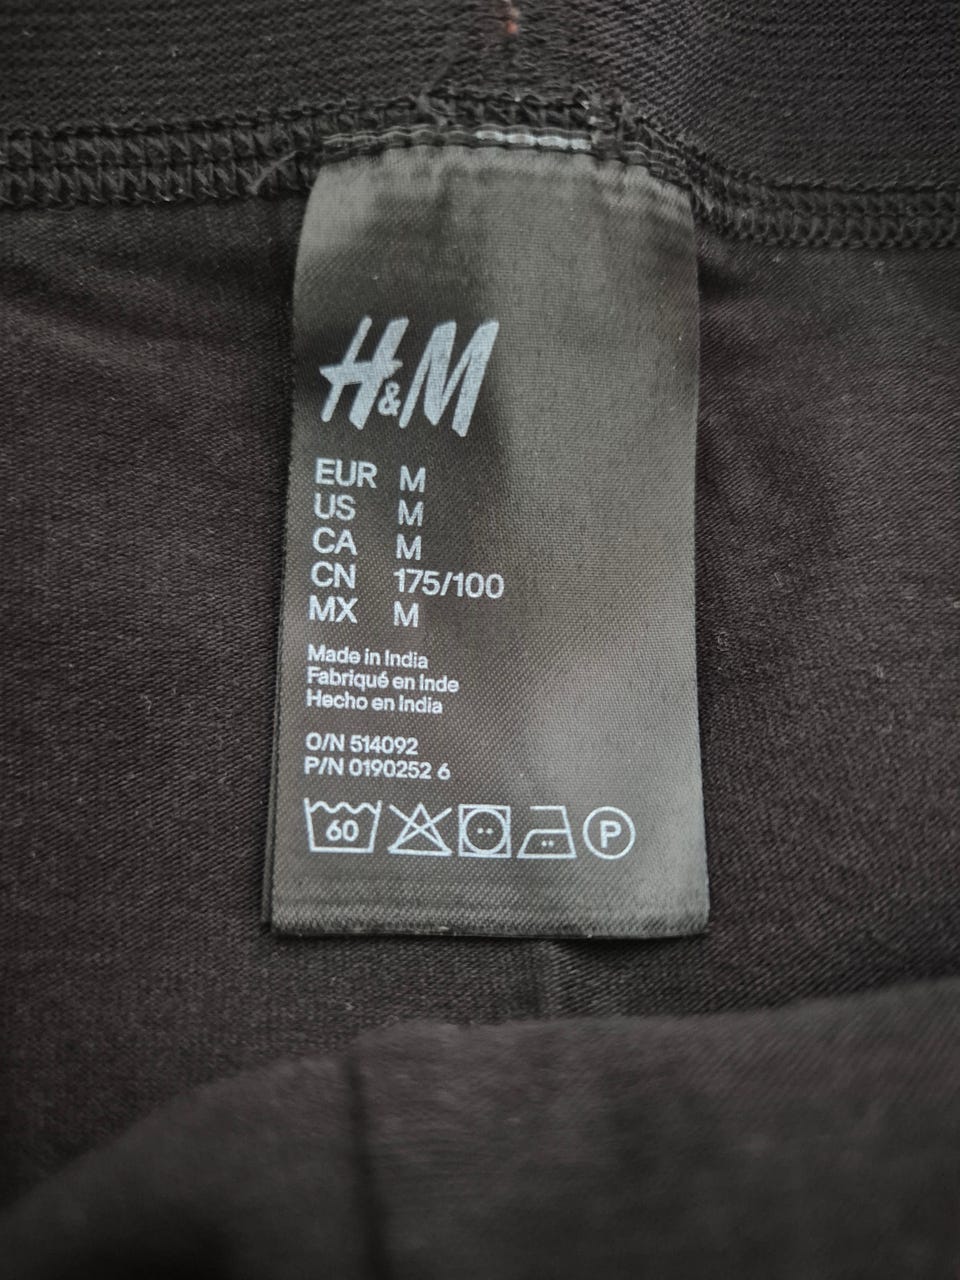 H&M
EUR M
US M
CA M
CN 175/100
MX M
Made in India
Fabriqué en Inde
Hecho en India
O/N 514092
P/N 0190252 6
60
P